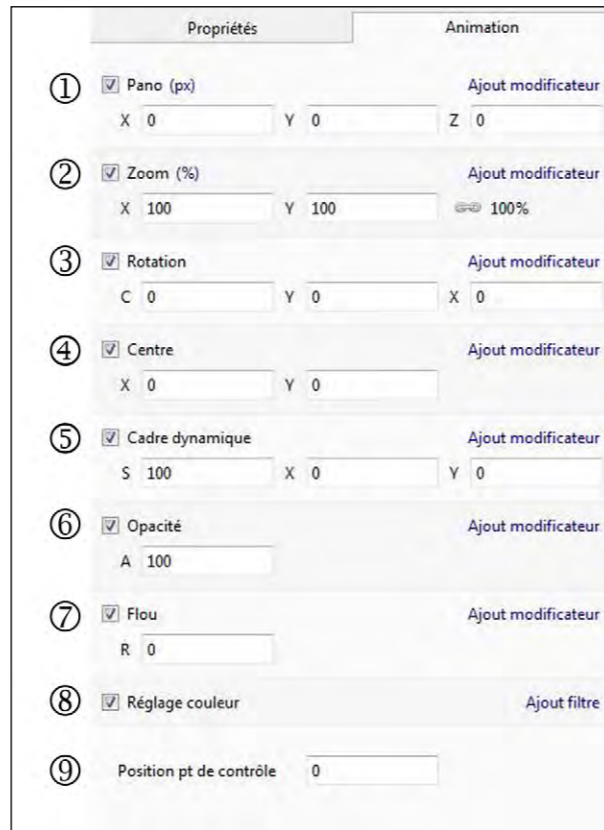 Propriétés Animation
① Pano (px) Ajout modificateur
X 0 Y 0 Z 0
② Zoom (%) Ajout modificateur
X 100 Y 100 100%
③ Rotation Ajout modificateur
C 0 Y 0 X 0
④ Centre Ajout modificateur
X 0 Y 0
⑤ Cadre dynamique Ajout modificateur
S 100 X 0 Y 0
⑥ Opacité Ajout modificateur
A 100
⑦ Flou Ajout modificateur
R 0
⑧ Réglage couleur Ajout filtre
⑨ Position pt de contrôle 0